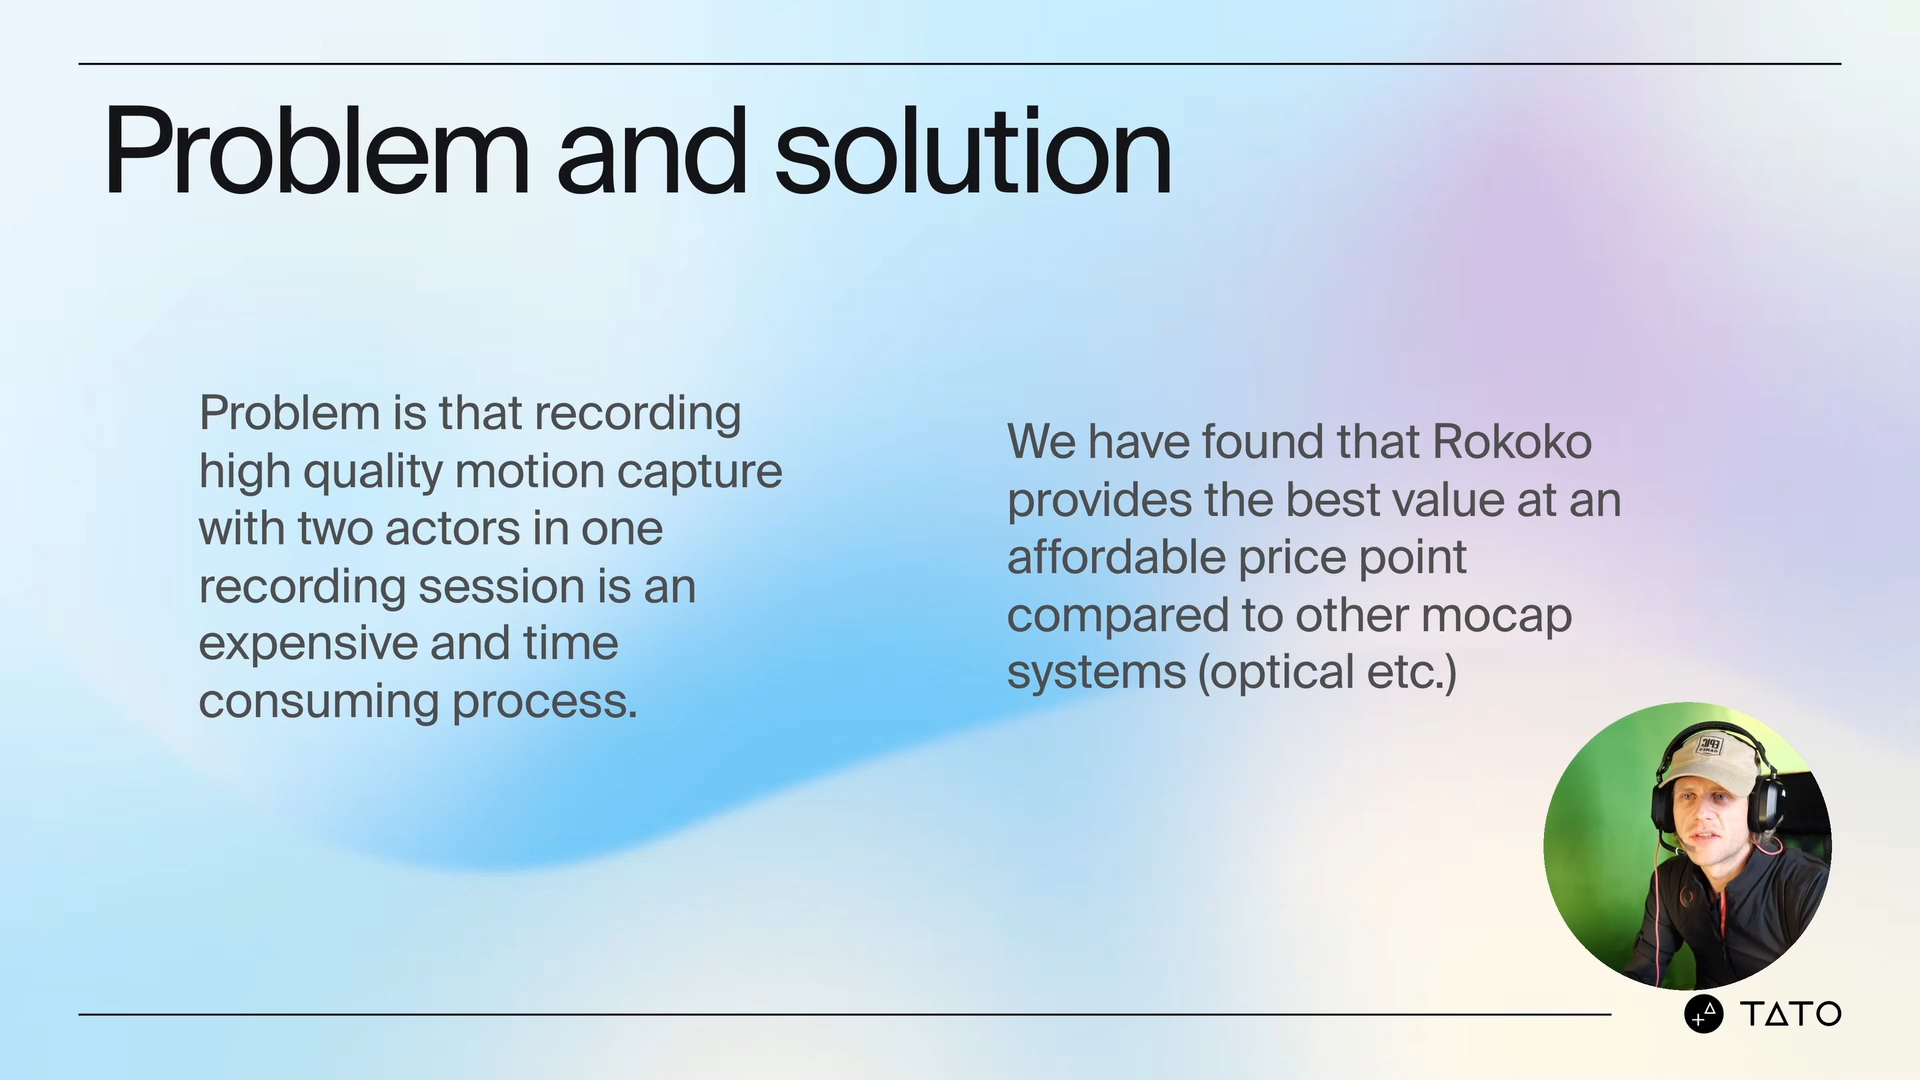 Problem and solution
Problem is that recording
high quality motion capture
with two actors in one
recording session is an
expensive and time
consuming process.
We have found that Rokoko
provides the best value at an
affordable price point
compared to other mocap
systems (optical etc.)
EPIC
GAMES
TATO